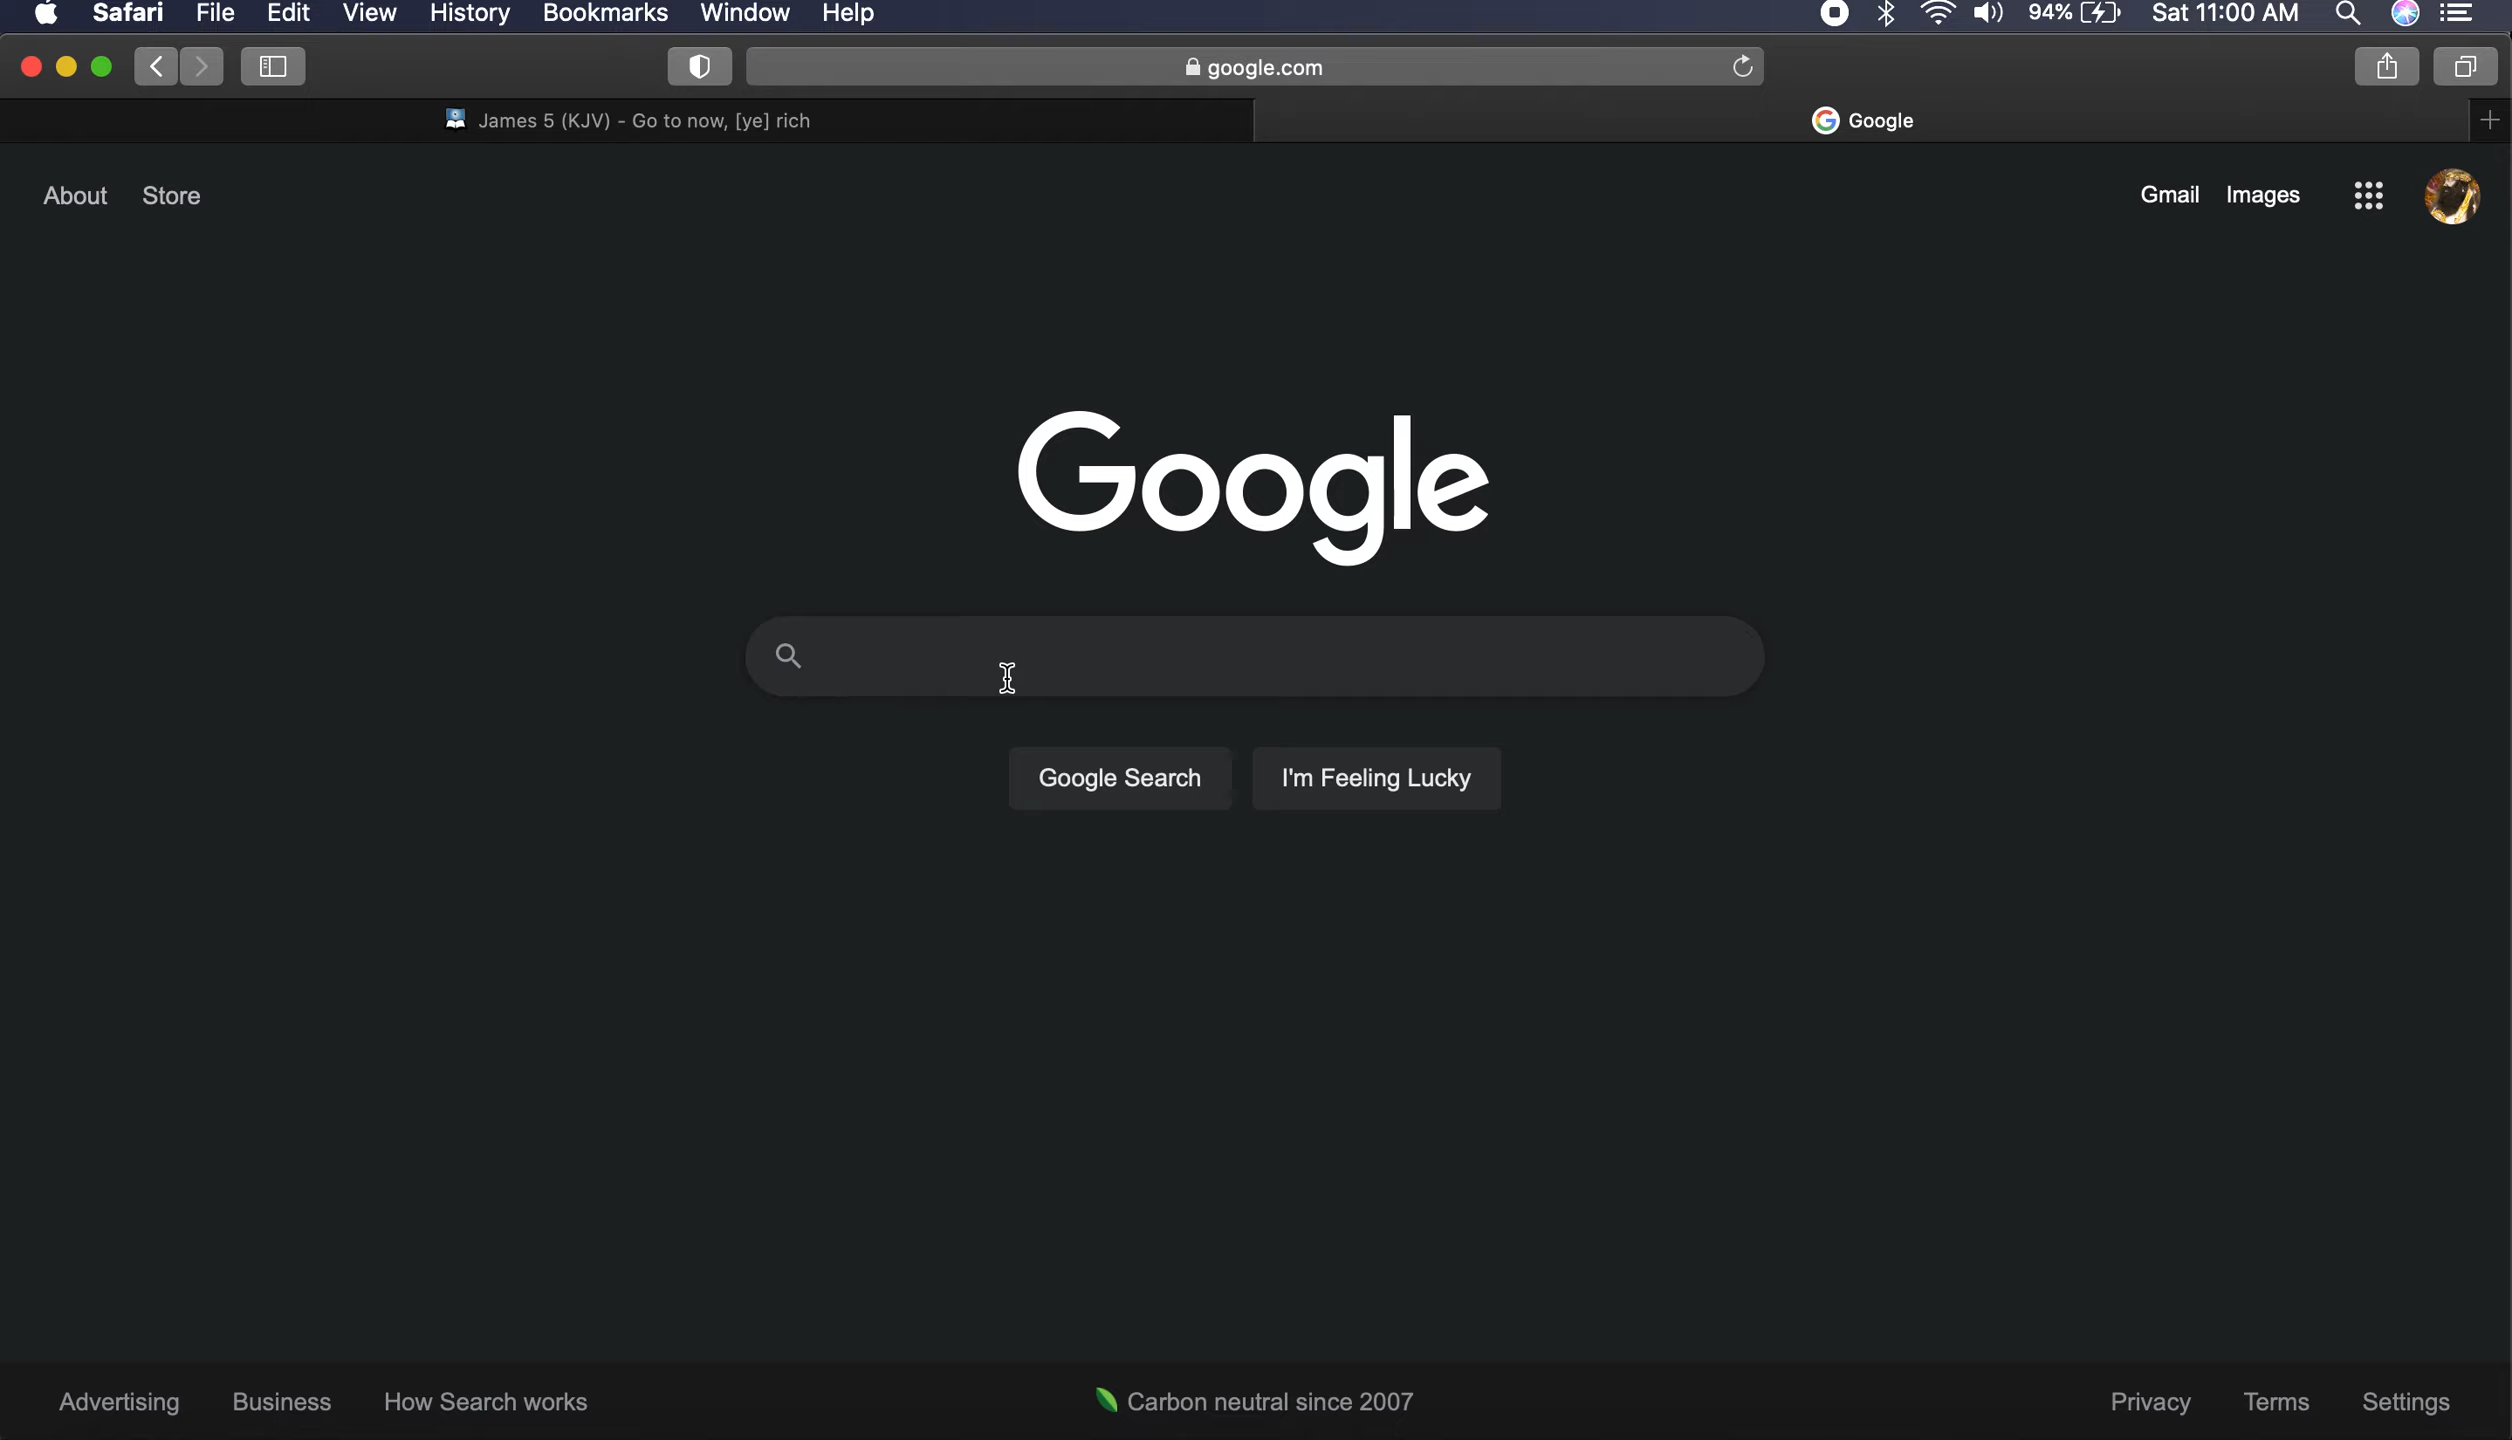 Safari File Edit View History Bookmarks Window Help 94% Sat 11:00 AM
google.com
James 5 (KJV) - Go to now, [ye] rich Google
About Store Gmail Images
Google
Google Search I'm Feeling Lucky
Advertising Business How Search works Carbon neutral since 2007 Privacy Terms Settings